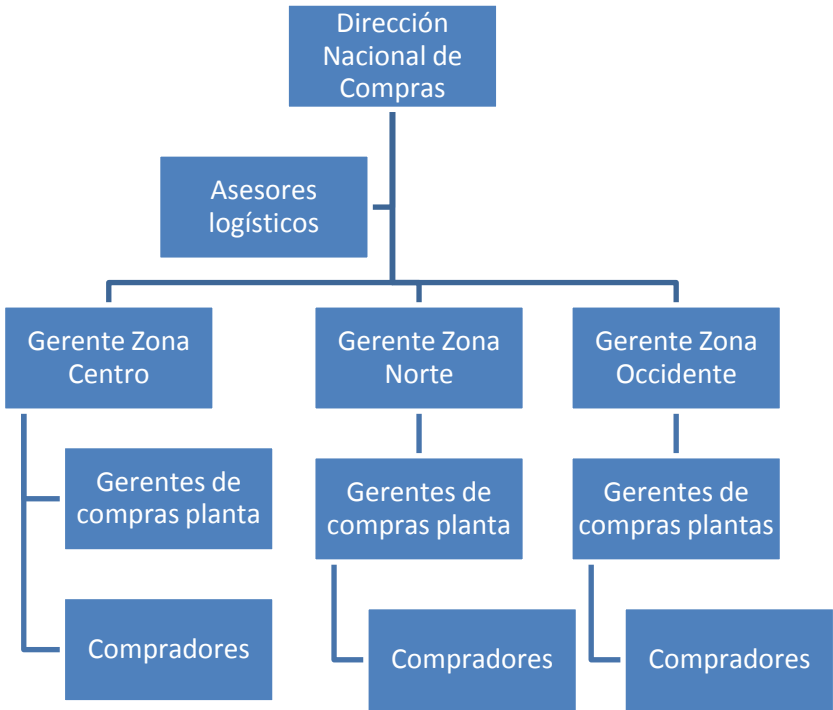 Dirección
Nacional de
Compras
Asesores
logísticos
Gerente Zona
Centro
Gerente Zona
Norte
Gerente Zona
Occidente
Gerentes de
compras planta
Gerentes de
compras planta
Gerentes de
compras plantas
Compradores
Compradores
Compradores